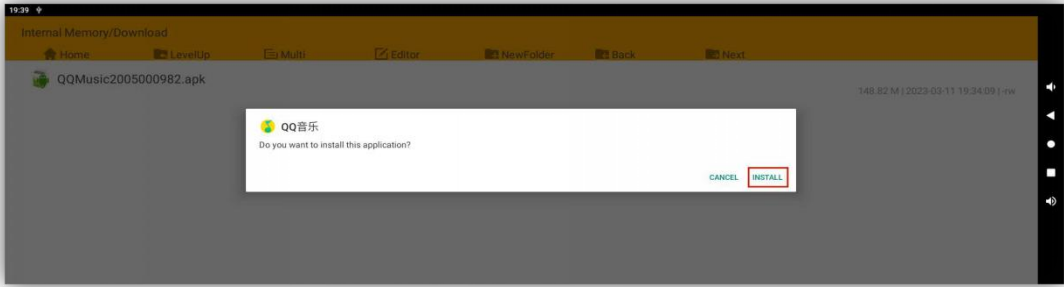 19:39
Internal Memory/Download
Home LevelUp Multi Editor NewFolder Back Next
QQMusic2005000982.apk
148.82 M | 2023-03-11 19:34:09 | -rw
QQ音乐
Do you want to install this application?
CANCEL INSTALL